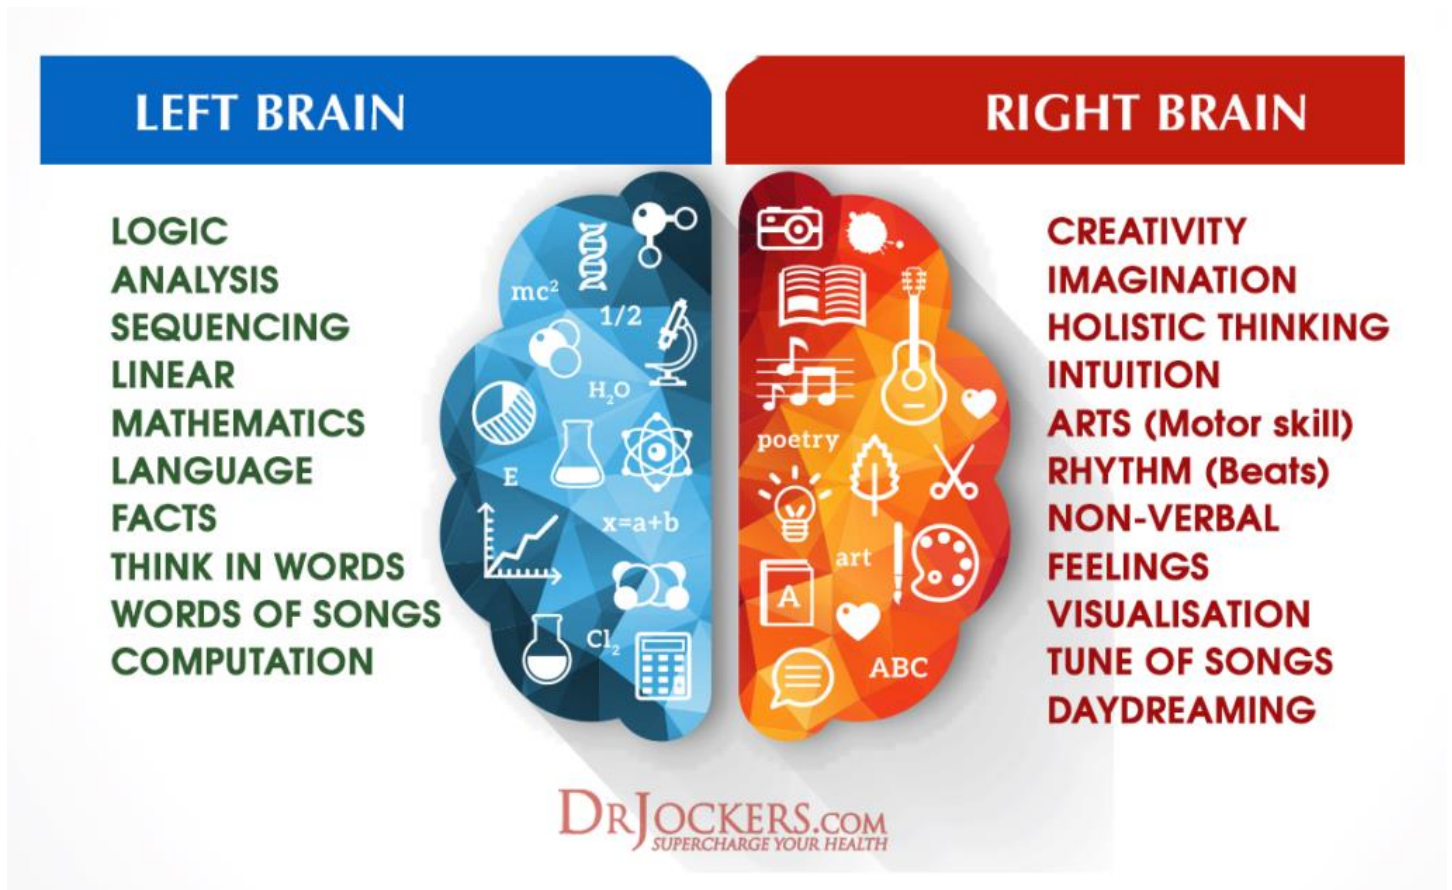 LEFT BRAIN
RIGHT BRAIN
LOGIC
ANALYSIS
SEQUENCING
LINEAR
MATHEMATICS
LANGUAGE
FACTS
THINK IN WORDS
WORDS OF SONGS
COMPUTATION
mc²
1/2
H₂O
E
x=a+b
Cl₂
poetry
art
A
ABC
CREATIVITY
IMAGINATION
HOLISTIC THINKING
INTUITION
ARTS (Motor skill)
RHYTHM (Beats)
NON-VERBAL
FEELINGS
VISUALISATION
TUNE OF SONGS
DAYDREAMING
DRJOCKERS.COM
SUPERCHARGE YOUR HEALTH